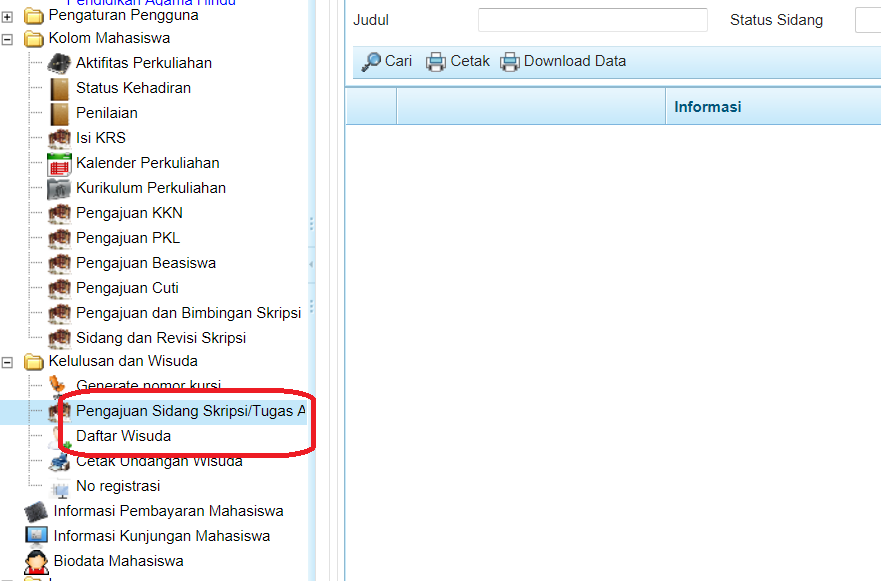 Pendidikan Agama Hindu
Pengaturan Pengguna
Kolom Mahasiswa
Aktifitas Perkuliahan
Status Kehadiran
Penilaian
Isi KRS
Kalender Perkuliahan
Kurikulum Perkuliahan
Pengajuan KKN
Pengajuan PKL
Pengajuan Beasiswa
Pengajuan Cuti
Pengajuan dan Bimbingan Skripsi
Sidang dan Revisi Skripsi
Kelulusan dan Wisuda
Generate nomor kursi
Pengajuan Sidang Skripsi/Tugas A
Daftar Wisuda
Cetak Undangan Wisuda
No registrasi
Informasi Pembayaran Mahasiswa
Informasi Kunjungan Mahasiswa
Biodata Mahasiswa
Judul Status Sidang
Cari Cetak Download Data
Informasi